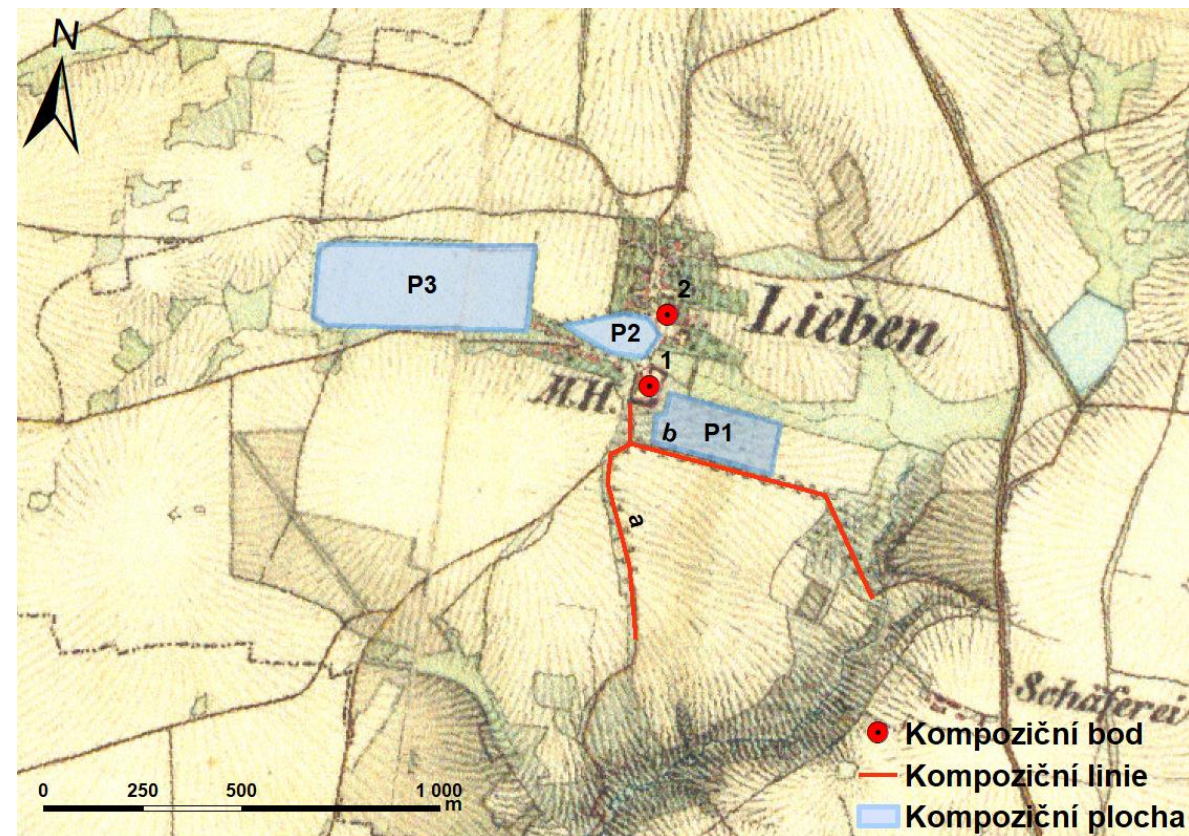 N
P3
2
P2
Lieben
1
M.H.
b
P1
a
Schäferei
Kompoziční bod
Kompoziční linie
Kompoziční plocha
0 250 500 1 000
m